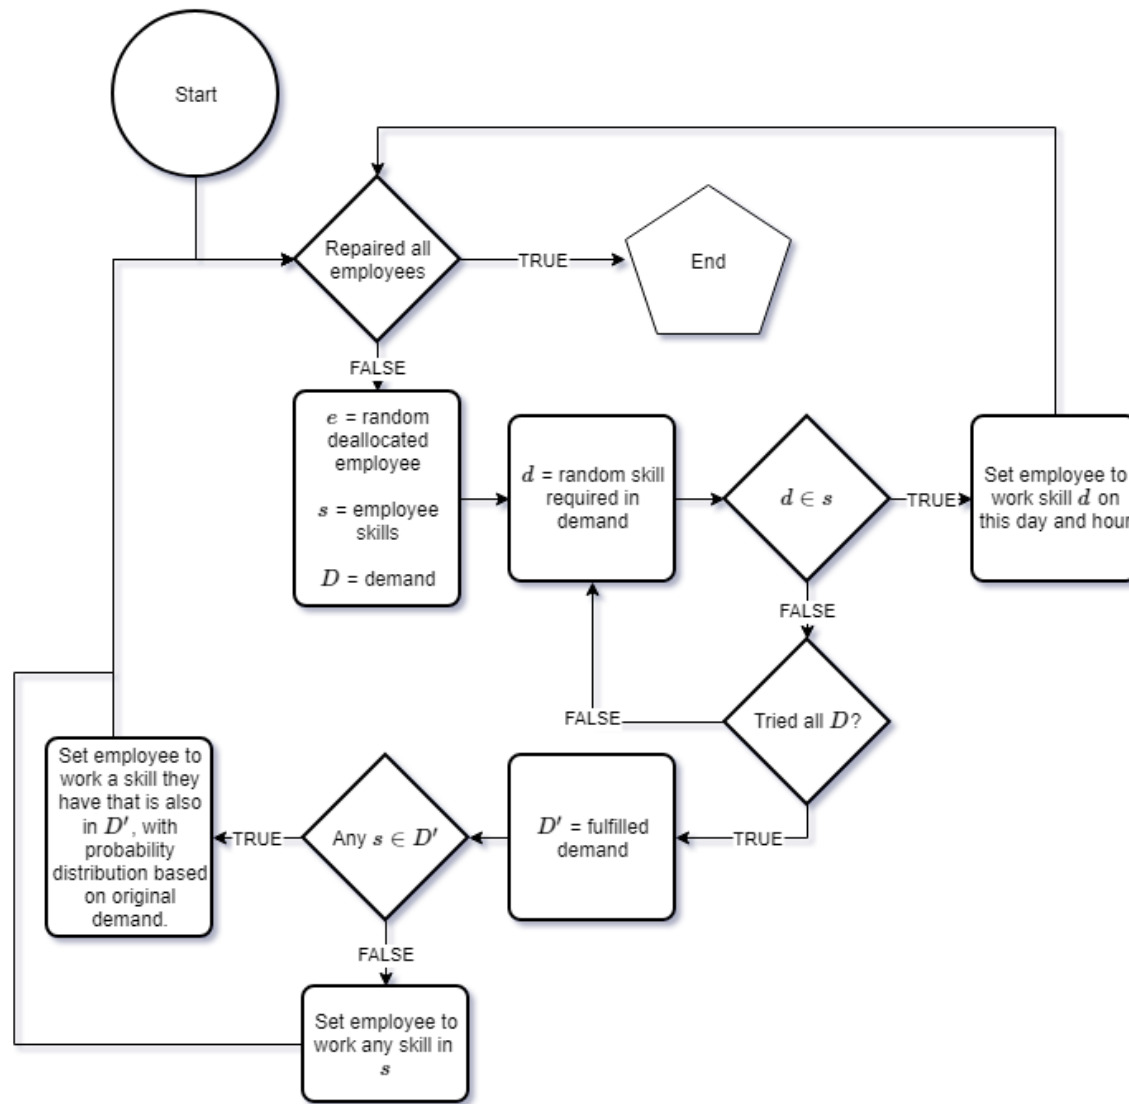 Start
Repaired all
employees
TRUE
End
FALSE
e = random
deallocated
employee
s = employee
skills
D = demand
d = random skill
required in
demand
d ∈ s
TRUE
Set employee to
work skill d on
this day and hour
FALSE
Tried all D?
FALSE
TRUE
D′ = fulfilled
demand
Any s ∈ D′
TRUE
Set employee to
work a skill they
have that is also
in D′, with
probability
distribution based
on original
demand.
FALSE
Set employee to
work any skill in
s